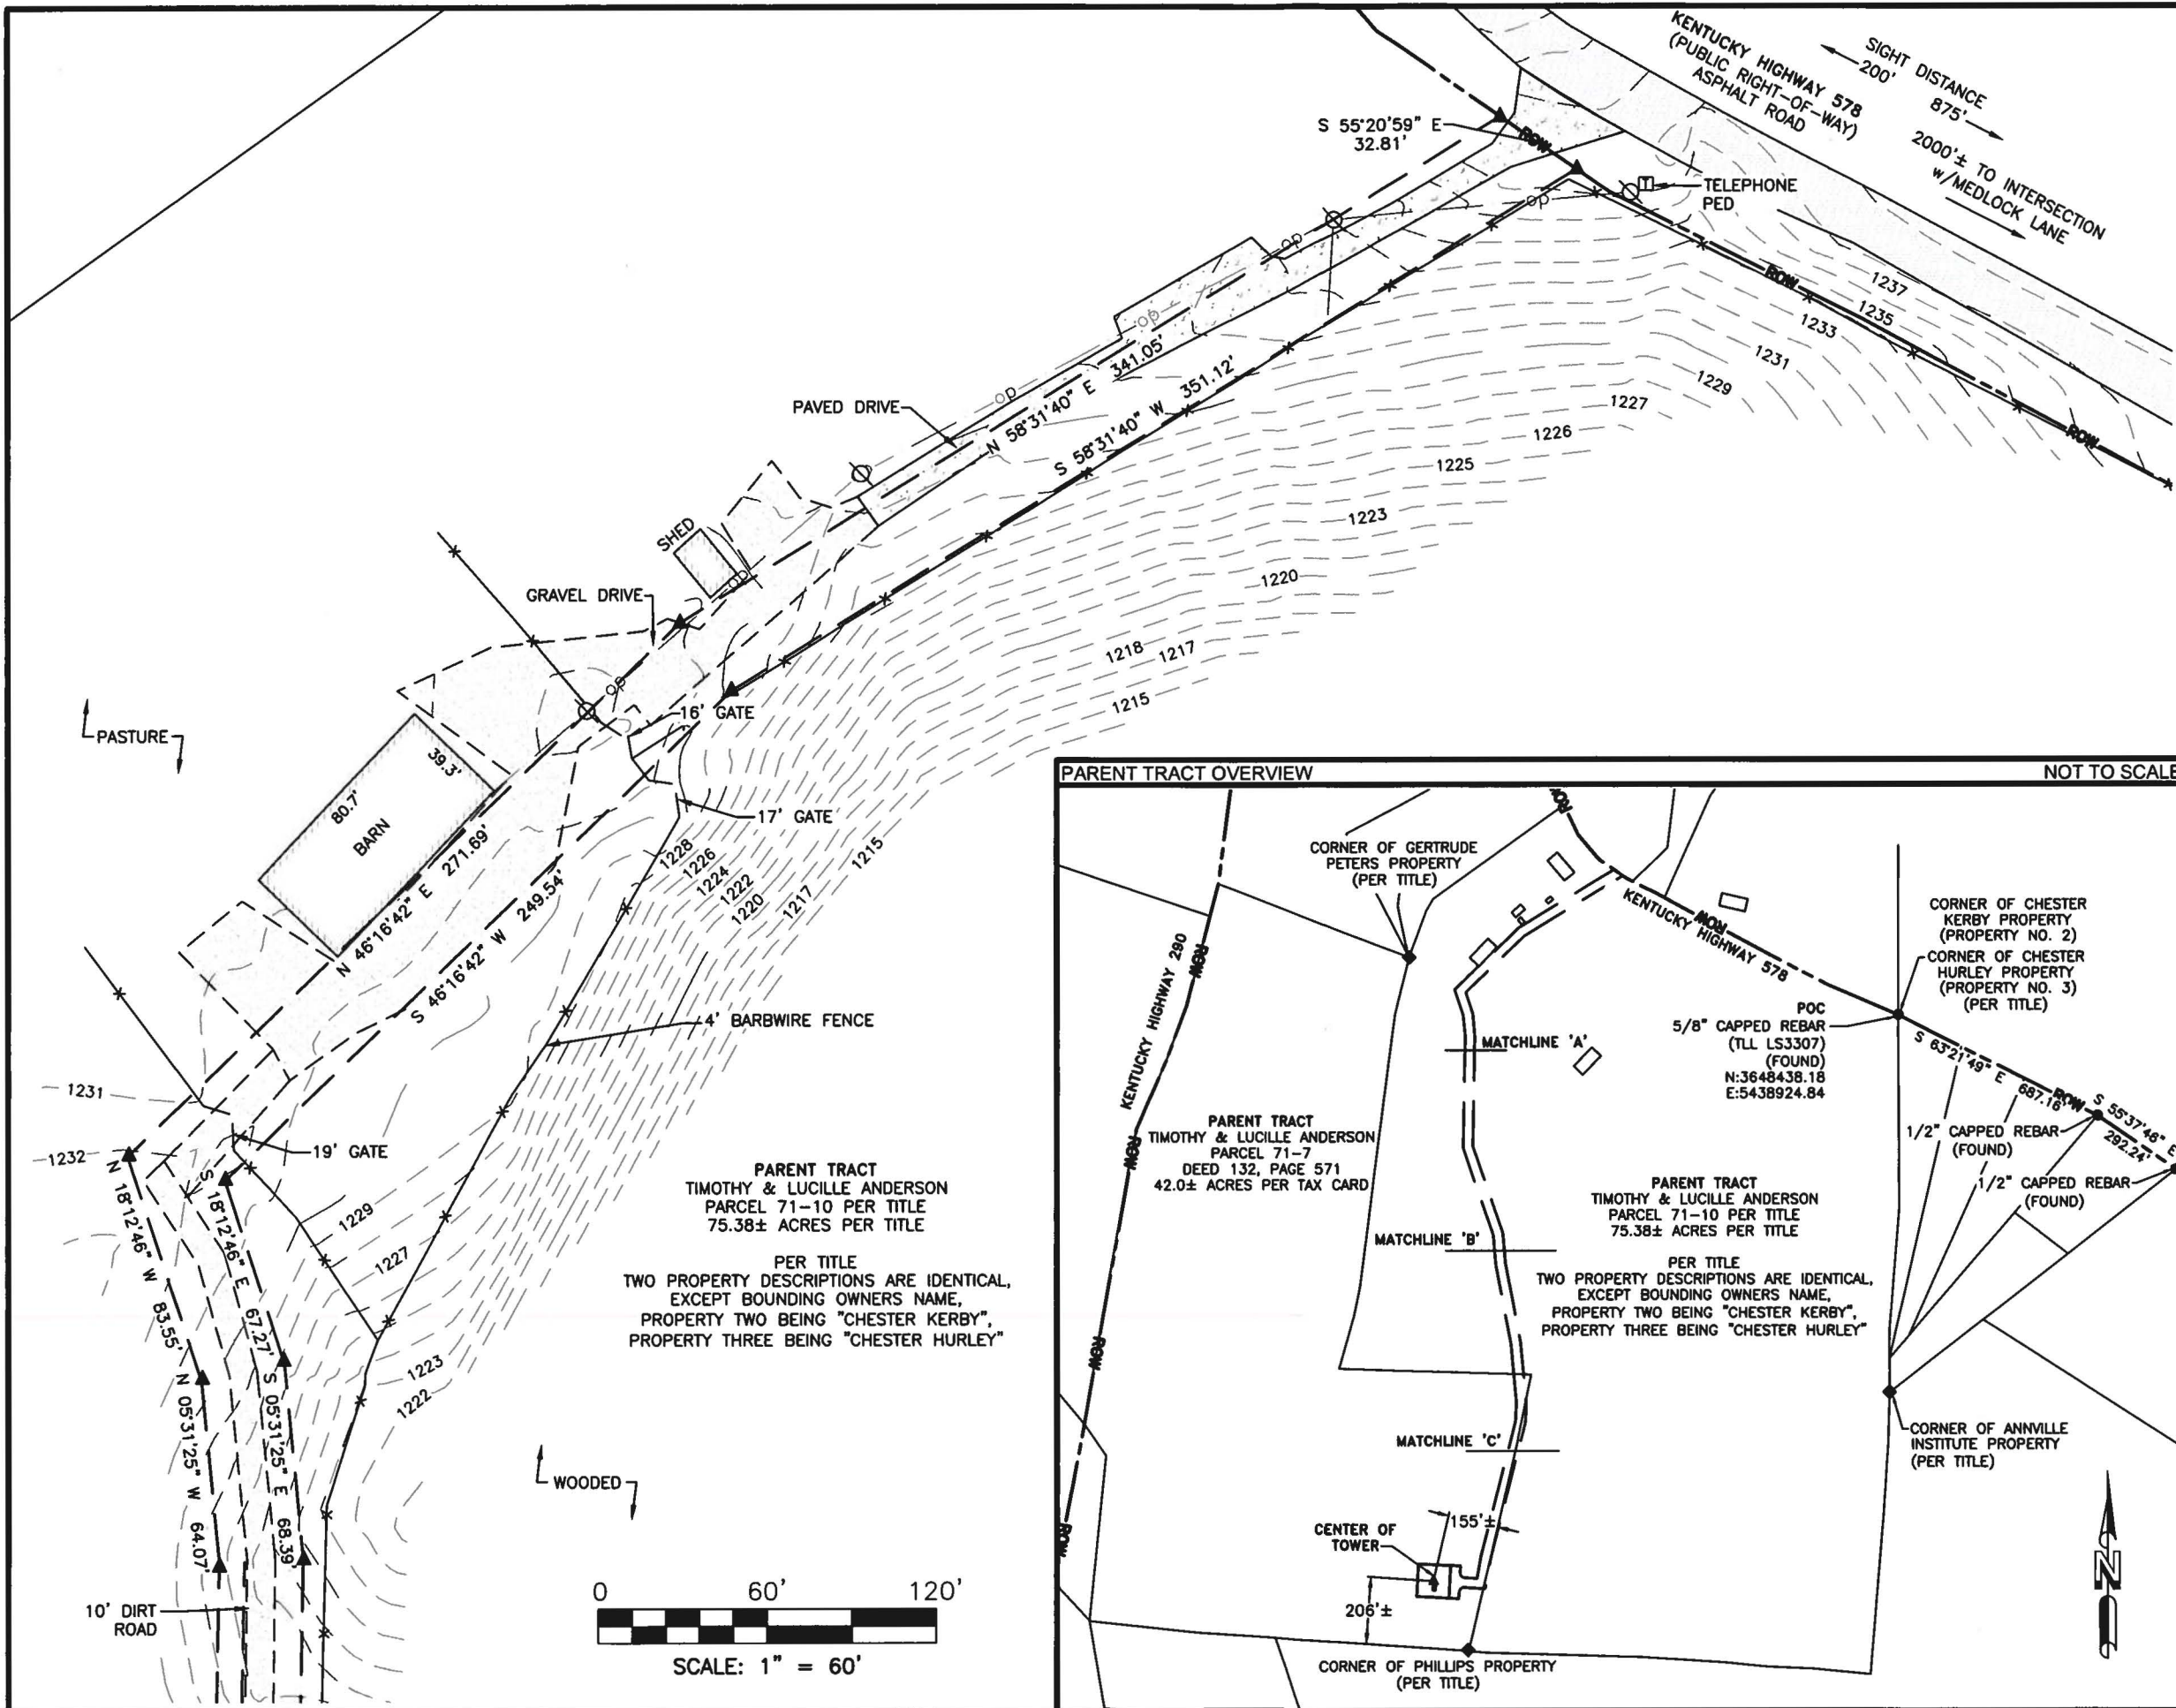 KENTUCKY HIGHWAY 578
(PUBLIC RIGHT-OF-WAY)
ASPHALT ROAD
SIGHT DISTANCE
200' 875'
2000'± TO INTERSECTION
w/MEDLOCK LANE
S 55°20'59" E
32.81'
ROW
TELEPHONE
PED
T
op
op
ROW
1237
1235
1233
1231
1229
1227
1226
1225
1223
1220
1218
1217
1215
ROW
op
op
PAVED DRIVE
N 58°31'40" E 341.05'
S 58°31'40" W 351.12'
SHED
op
GRAVEL DRIVE
op
16' GATE
PASTURE
39.3'
80.7'
BARN
17' GATE
N 46°16'42" E 271.69'
S 46°16'42" W 249.54'
1228
1226
1224
1222
1220
1217
1215
4' BARBWIRE FENCE
1231
1232
19' GATE
N 18°12'46" W 83.55'
S 18°12'46" E 67.27'
1229
1227
1223
1222
N 05°31'25" W 64.07'
S 05°31'25" E 68.39'
PARENT TRACT
TIMOTHY & LUCILLE ANDERSON
PARCEL 71-10 PER TITLE
75.38± ACRES PER TITLE
PER TITLE
TWO PROPERTY DESCRIPTIONS ARE IDENTICAL,
EXCEPT BOUNDING OWNERS NAME,
PROPERTY TWO BEING "CHESTER KERBY",
PROPERTY THREE BEING "CHESTER HURLEY"
WOODED
10' DIRT
ROAD
0 60' 120'
SCALE: 1" = 60'
PARENT TRACT OVERVIEW NOT TO SCALE
ROW
CORNER OF GERTRUDE
PETERS PROPERTY
(PER TITLE)
KENTUCKY HIGHWAY 578
ROW
CORNER OF CHESTER
KERBY PROPERTY
(PROPERTY NO. 2)
CORNER OF CHESTER
HURLEY PROPERTY
(PROPERTY NO. 3)
(PER TITLE)
KENTUCKY HIGHWAY 290
ROW
POC
5/8" CAPPED REBAR
(TLL LS3307)
(FOUND)
N:3648438.18
E:5438924.84
MATCHLINE 'A'
S 63°21'49" E 687.16'
ROW
S 55°37'46" E
292.24'
1/2" CAPPED REBAR
(FOUND)
1/2" CAPPED REBAR
(FOUND)
PARENT TRACT
TIMOTHY & LUCILLE ANDERSON
PARCEL 71-7
DEED 132, PAGE 571
42.0± ACRES PER TAX CARD
ROW
PARENT TRACT
TIMOTHY & LUCILLE ANDERSON
PARCEL 71-10 PER TITLE
75.38± ACRES PER TITLE
MATCHLINE 'B'
PER TITLE
TWO PROPERTY DESCRIPTIONS ARE IDENTICAL,
EXCEPT BOUNDING OWNERS NAME,
PROPERTY TWO BEING "CHESTER KERBY",
PROPERTY THREE BEING "CHESTER HURLEY"
ROW
MATCHLINE 'C'
CORNER OF ANNVILLE
INSTITUTE PROPERTY
(PER TITLE)
155'±
CENTER OF
TOWER
ROW
206'±
CORNER OF PHILLIPS PROPERTY
(PER TITLE)
N